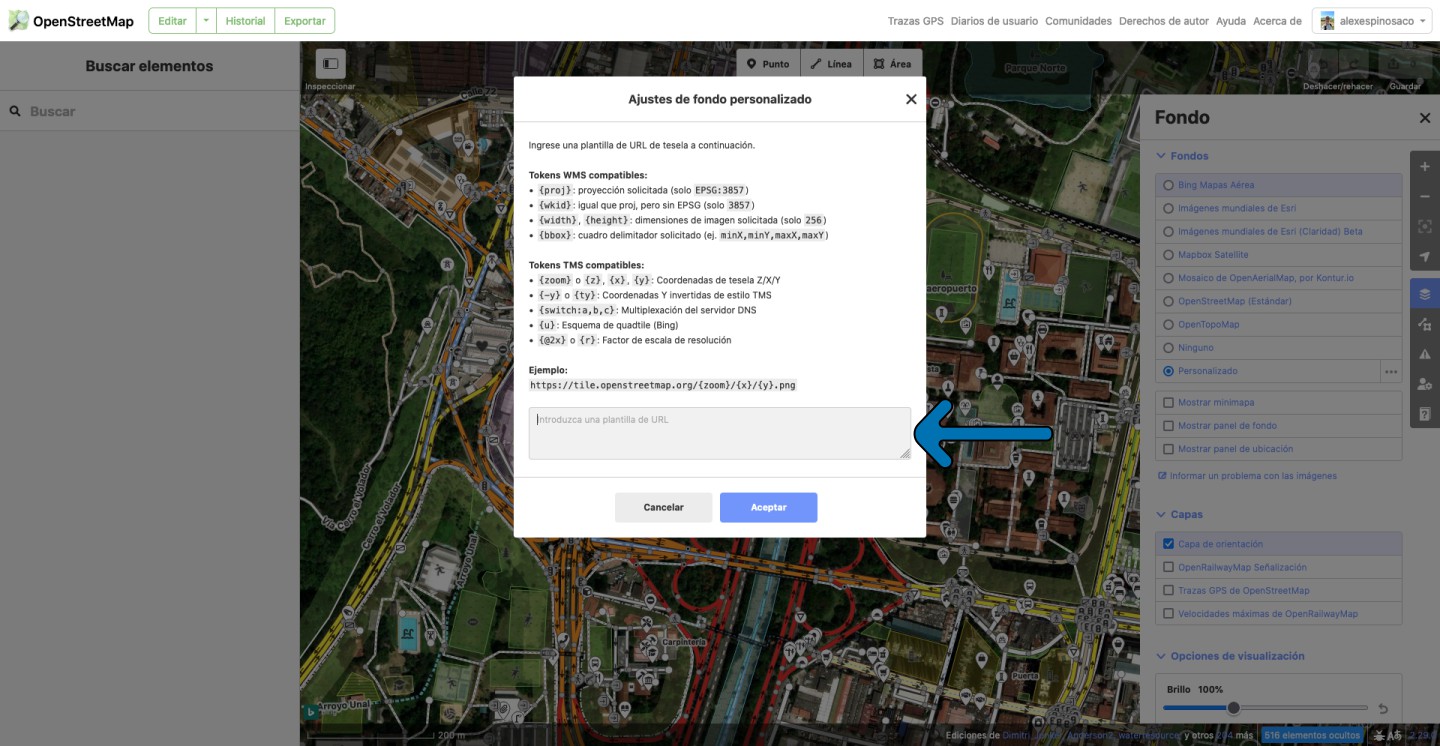 OpenStreetMap
Editar
Historial
Exportar
Trazas GPS Diarios de usuario Comunidades Derechos de autor Ayuda Acerca de
alexespinosaco
Buscar elementos
Buscar
Inspeccionar
Punto
Línea
Área
Deshacer/rehacer
Guardar
Parque Norte
Calle 72
Ajustes de fondo personalizado
Ingrese una plantilla de URL de tesela a continuación.
Tokens WMS compatibles:
• {proj}: proyección solicitada (solo EPSG:3857)
• {wkid}: igual que proj, pero sin EPSG (solo 3857)
• {width}, {height}: dimensiones de imagen solicitada (solo 256)
• {bbox}: cuadro delimitador solicitado (ej. minX,minY,maxX,maxY)
Tokens TMS compatibles:
• {zoom} o {z}, {x}, {y}: Coordenadas de tesela Z/X/Y
• {-y} o {ty}: Coordenadas Y invertidas de estilo TMS
• {switch:a,b,c}: Multiplexación del servidor DNS
• {u}: Esquema de quadtile (Bing)
• {@2x} o {r}: Factor de escala de resolución
Ejemplo:
https://tile.openstreetmap.org/{zoom}/{x}/{y}.png
Introduzca una plantilla de URL
Cancelar
Aceptar
Fondo
Fondos
Bing Mapas Aérea
Imágenes mundiales de Esri
Imágenes mundiales de Esri (Claridad) Beta
Mapbox Satellite
Mosaico de OpenAerialMap, por Kontur.io
OpenStreetMap (Estándar)
OpenTopoMap
Ninguno
Personalizado
Mostrar minimapa
Mostrar panel de fondo
Mostrar panel de ubicación
Informar un problema con las imágenes
Capas
Capa de orientación
OpenRailwayMap Señalización
Trazas GPS de OpenStreetMap
Velocidades máximas de OpenRailwayMap
Opciones de visualización
Brillo 100%
aeropuerto
Vía Cerro el Volador
Cerro el Volador
Arroyo Unal
Carpintería
Puerta
Arroyo Unal
200 m
Ediciones de Dimitri Junker, Anderson2, waterresource y otros 204 más
516 elementos ocultos